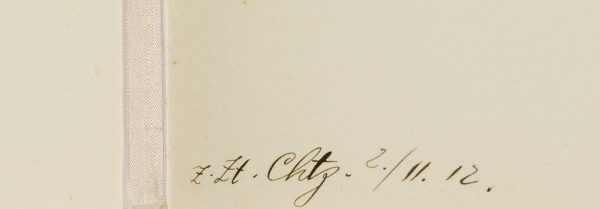 z. Zt. Chtz. 2./11. 12.